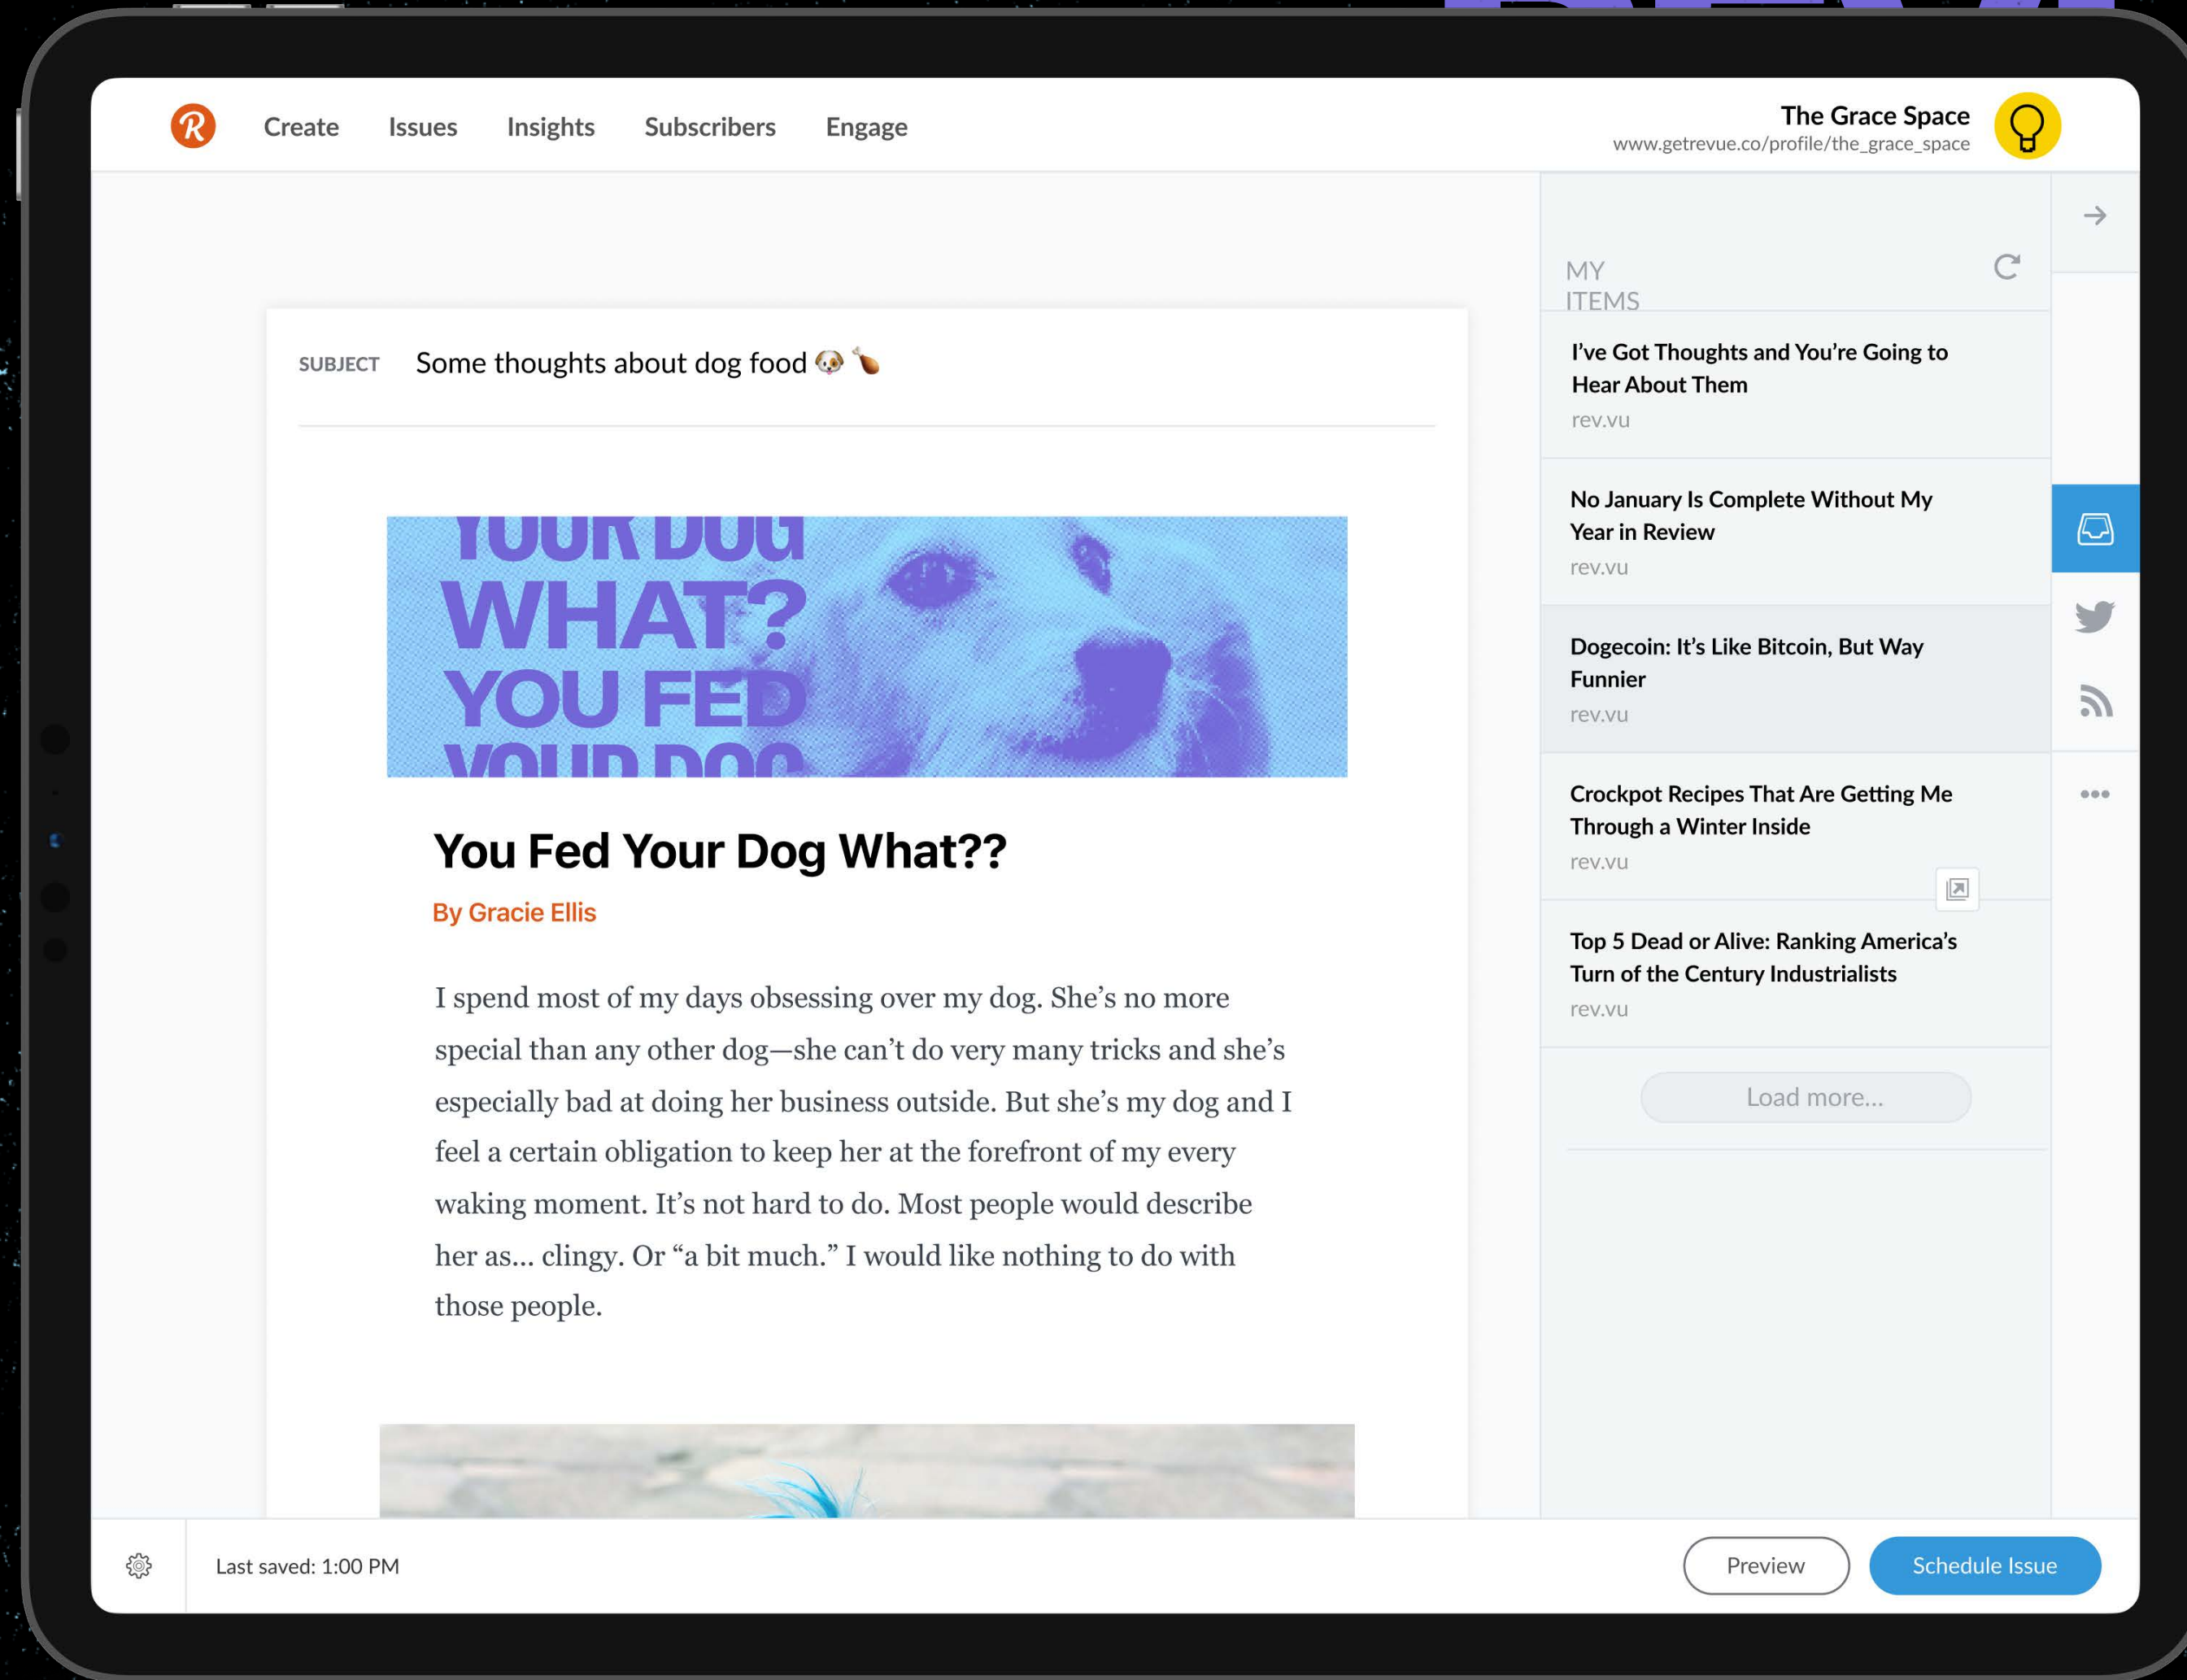 R Create Issues Insights Subscribers Engage
The Grace Space
www.getrevue.co/profile/the_grace_space
SUBJECT Some thoughts about dog food 🐶 🍗
YOUR DOG
WHAT?
YOU FED
YOUR DOG
You Fed Your Dog What??
By Gracie Ellis
I spend most of my days obsessing over my dog. She’s no more
special than any other dog—she can’t do very many tricks and she’s
especially bad at doing her business outside. But she’s my dog and I
feel a certain obligation to keep her at the forefront of my every
waking moment. It’s not hard to do. Most people would describe
her as... clingy. Or “a bit much.” I would like nothing to do with
those people.
MY
ITEMS
I’ve Got Thoughts and You’re Going to
Hear About Them
rev.vu
No January Is Complete Without My
Year in Review
rev.vu
Dogecoin: It’s Like Bitcoin, But Way
Funnier
rev.vu
Crockpot Recipes That Are Getting Me
Through a Winter Inside
rev.vu
Top 5 Dead or Alive: Ranking America’s
Turn of the Century Industrialists
rev.vu
Load more...
Last saved: 1:00 PM
Preview
Schedule Issue